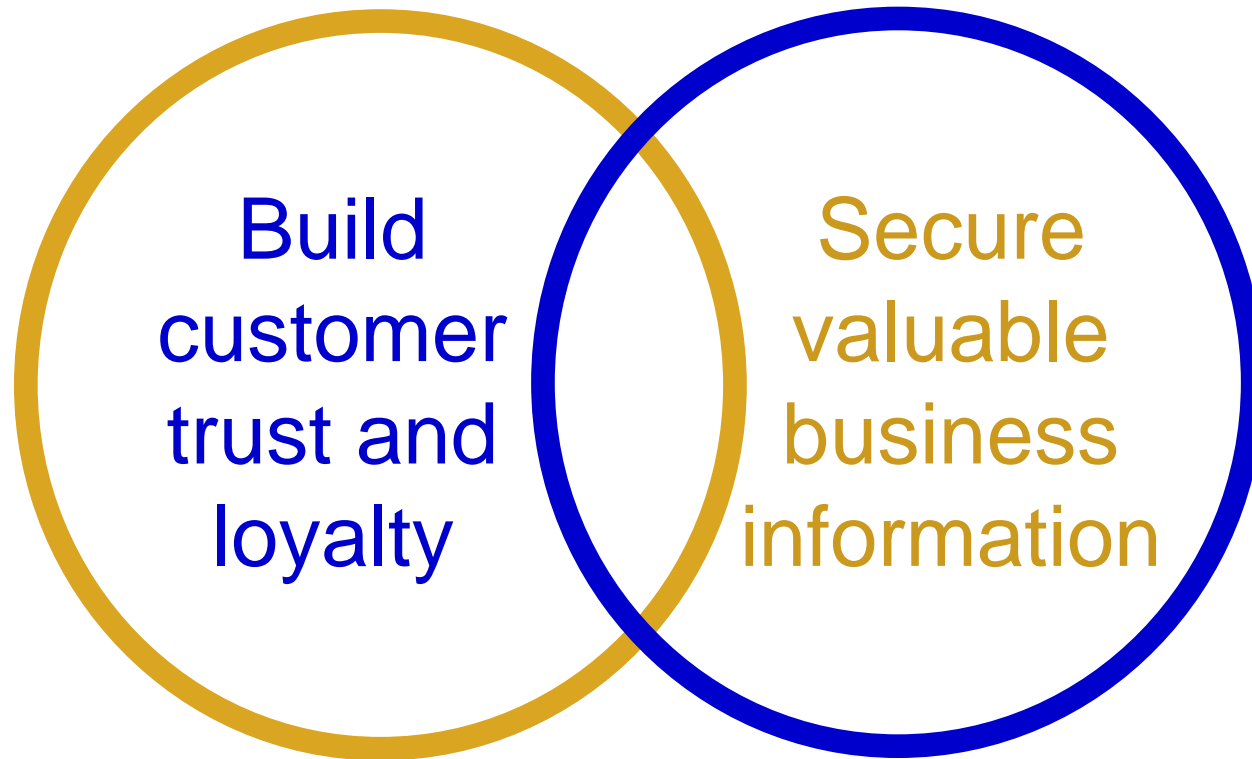 Build
customer
trust and
loyalty
Secure
valuable
business
information